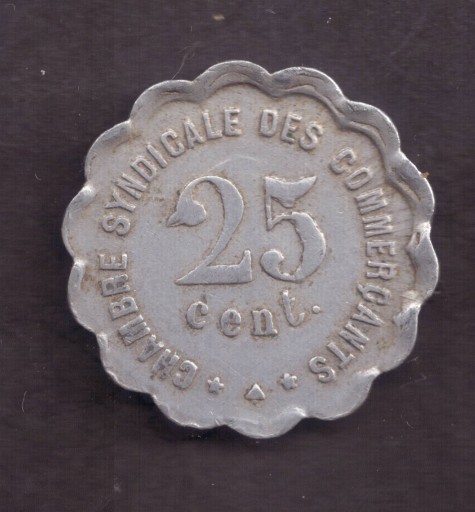 CHAMBRE SYNDICALE DES COMMERÇANTS
25
cent.